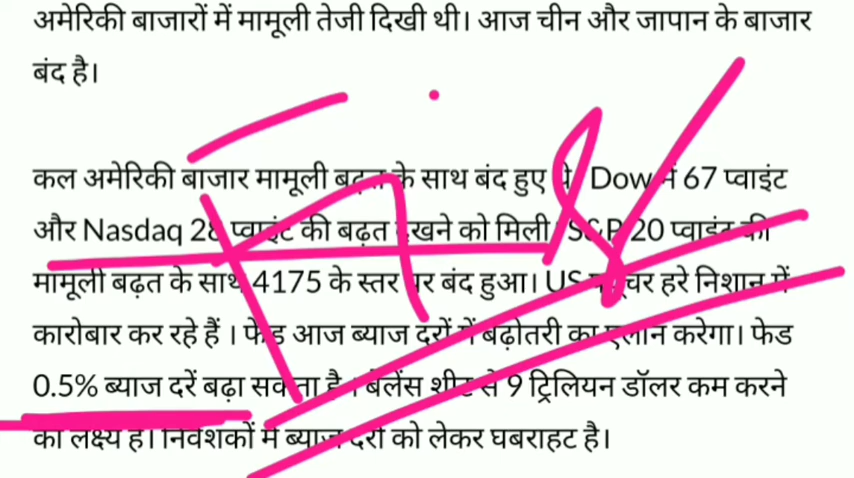 अमेरिकी बाजारों में मामूली तेजी दिखी थी। आज चीन और जापान के बाजार
बंद है।
कल अमेरिकी बाजार मामूली बढ़त के साथ बंद हुए थे। Dow में 67 प्वाइंट
और Nasdaq 28 प्वाइंट की बढ़त देखने को मिली। S&P 20 प्वाइंट की
मामूली बढ़त के साथ 4175 के स्तर पर बंद हुआ। US फ्यूचर हरे निशान में
कारोबार कर रहे हैं । फेड आज ब्याज दरों में बढ़ोतरी का एलान करेगा। फेड
0.5% ब्याज दरें बढ़ा सकता है । बैलेंस शीट से 9 ट्रिलियन डॉलर कम करने
का लक्ष्य है। निवेशकों में ब्याज दरों को लेकर घबराहट है।